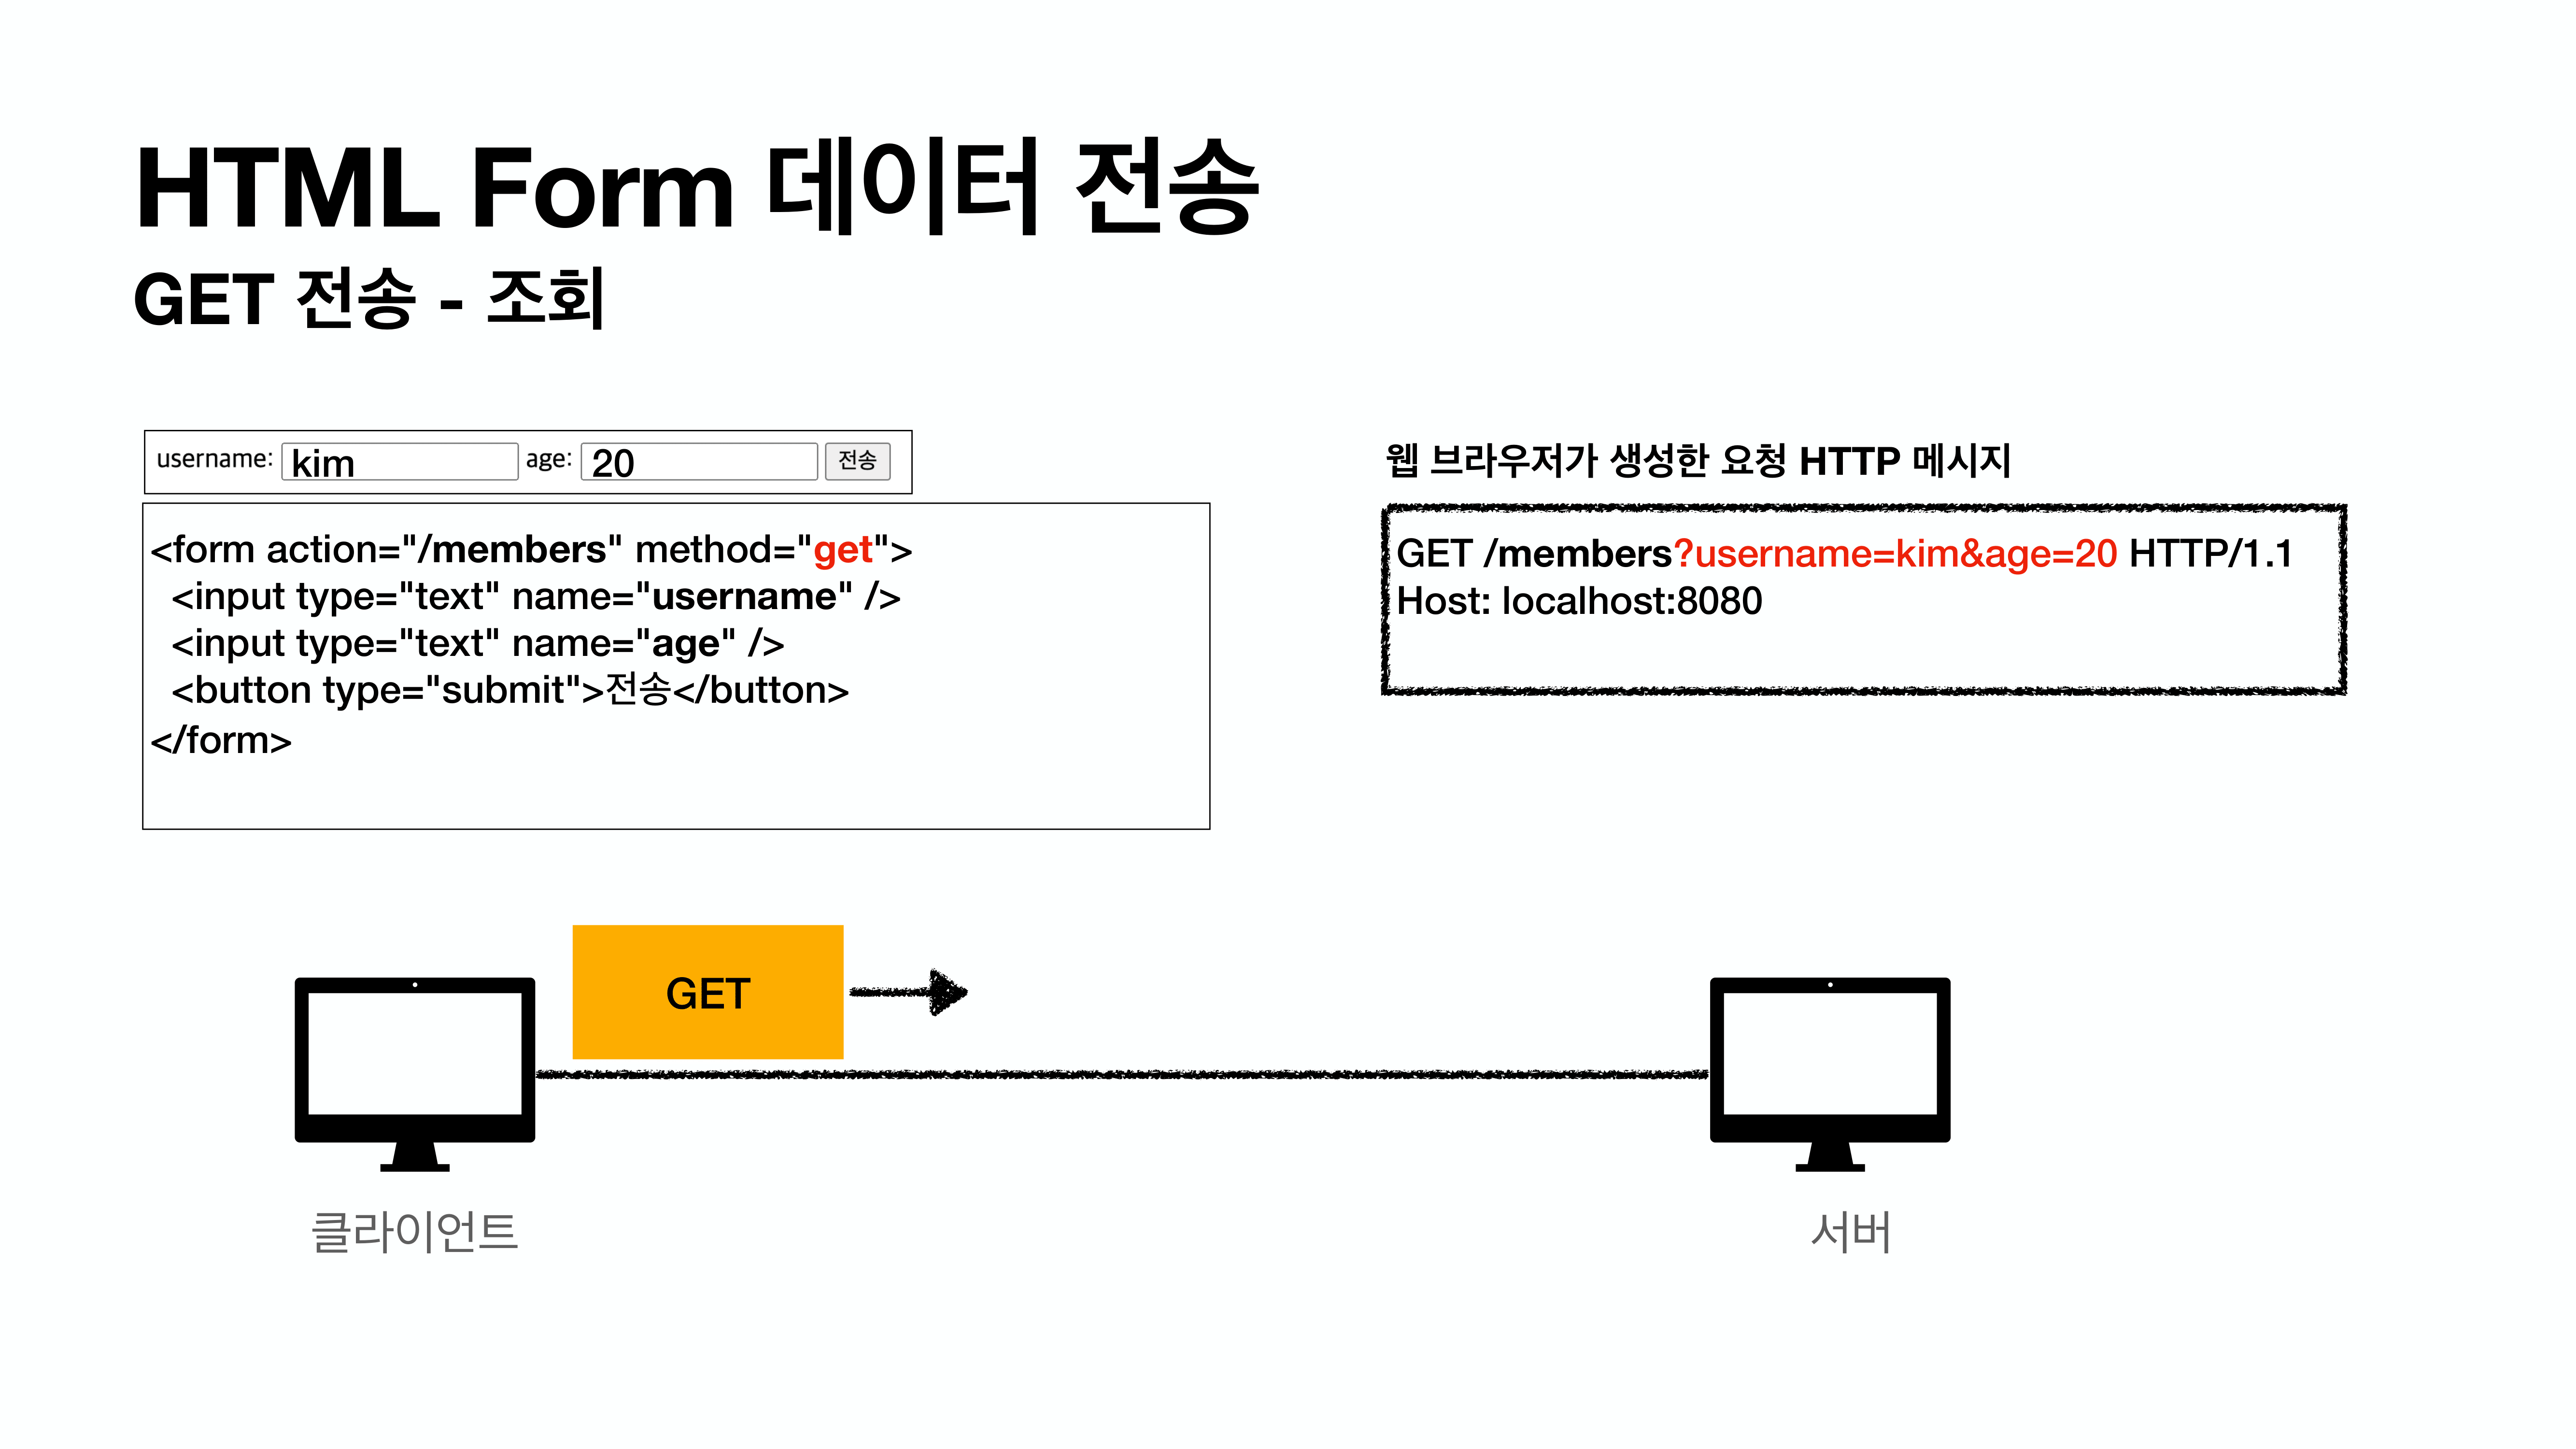 HTML Form 데이터 전송
GET 전송 - 조회
username: kim age: 20 전송
<form action="/members" method="get">
<input type="text" name="username" />
<input type="text" name="age" />
<button type="submit">전송</button>
</form>
웹 브라우저가 생성한 요청 HTTP 메시지
GET /members?username=kim&age=20 HTTP/1.1
Host: localhost:8080
GET
클라이언트
서버